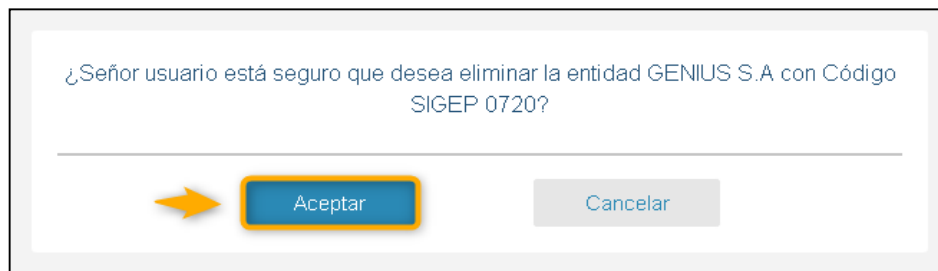 ¿Señor usuario está seguro que desea eliminar la entidad GENIUS S.A con Código
SIGEP 0720?
Aceptar
Cancelar